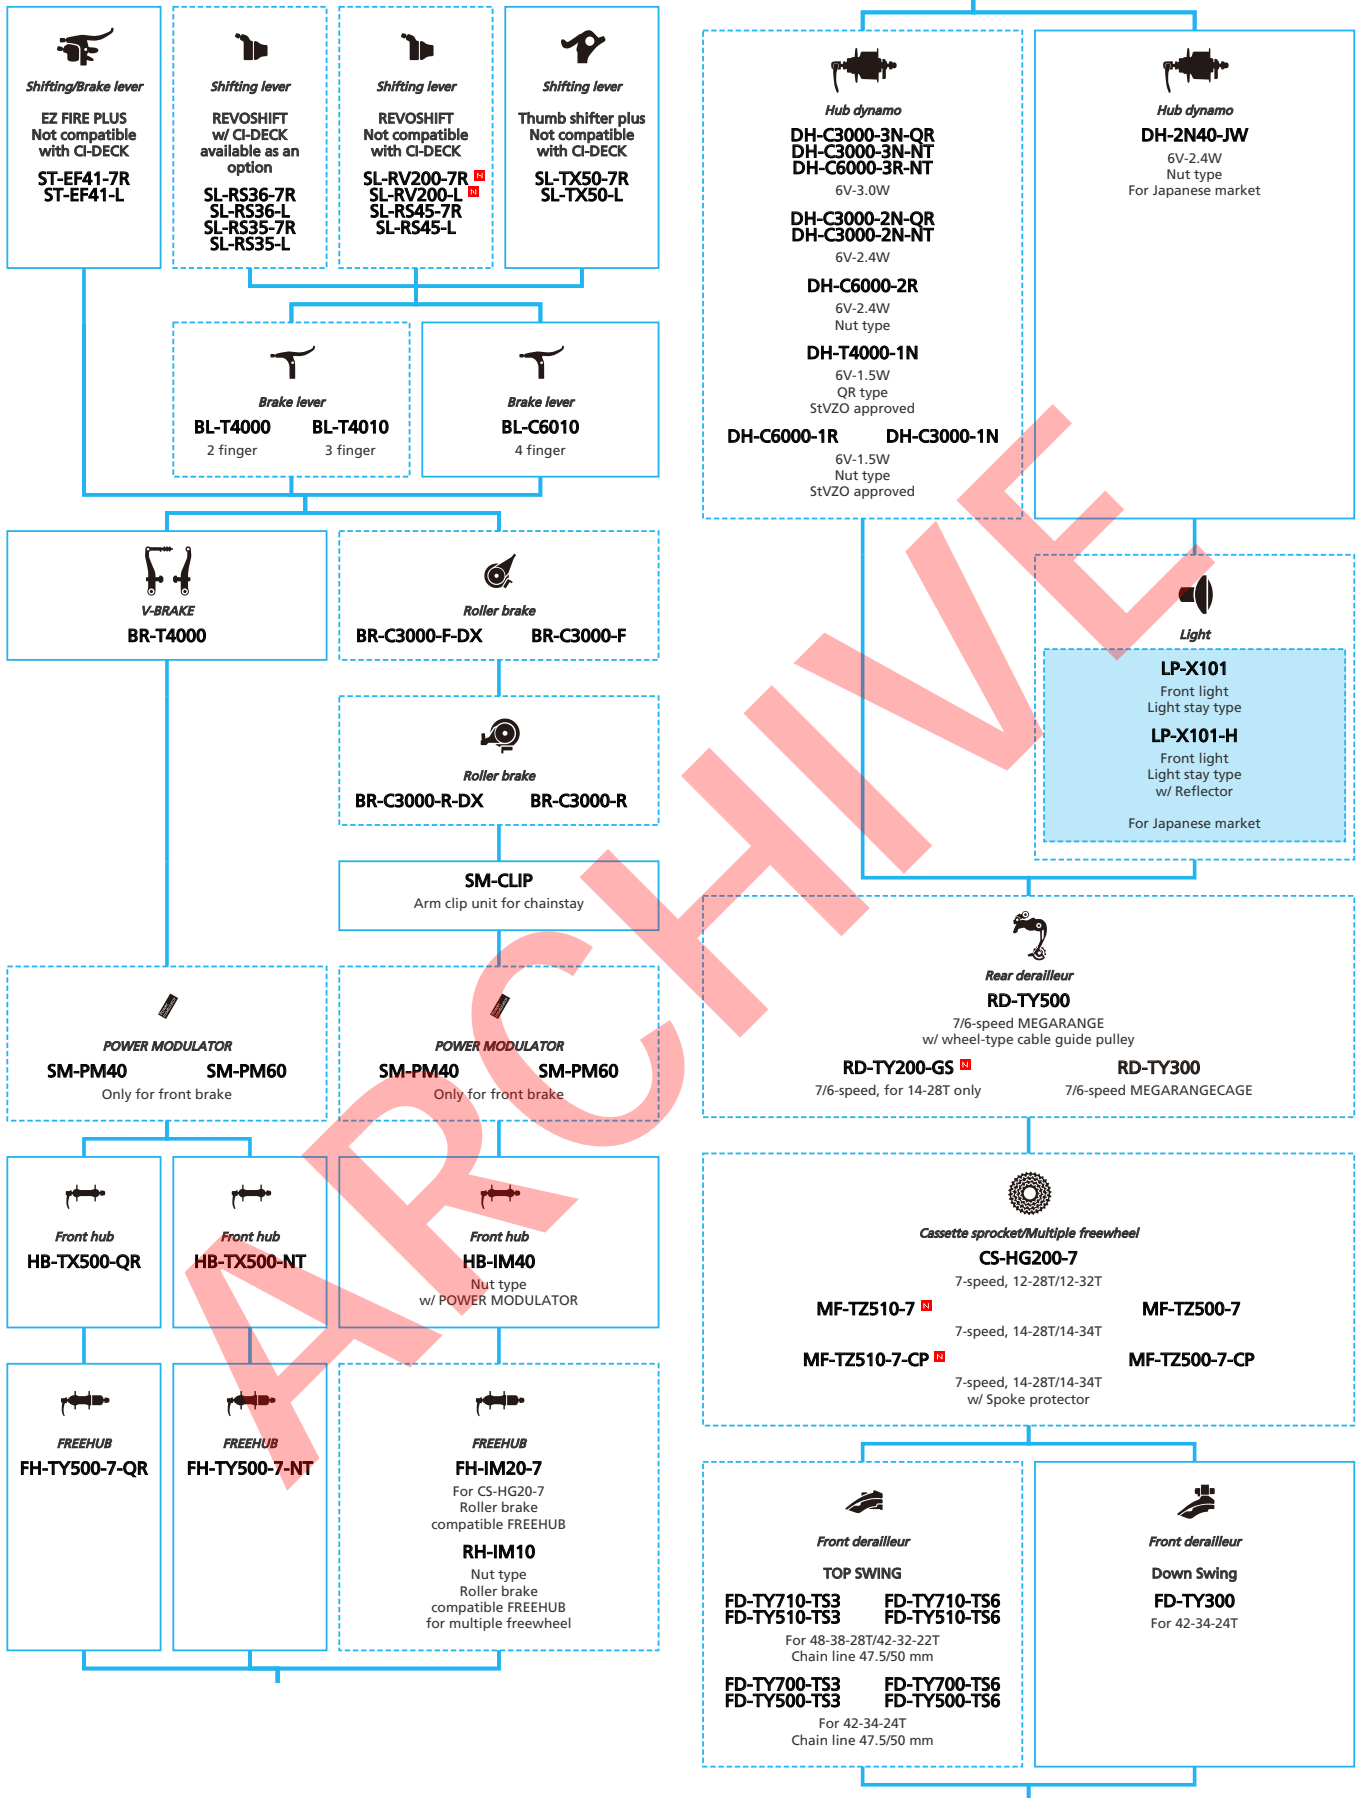 Shifting/Brake lever
EZ FIRE PLUS
Not compatible
with CI-DECK
ST-EF41-7R
ST-EF41-L
Shifting lever
REVOSHIFT
w/ CI-DECK
available as an
option
SL-RS36-7R
SL-RS36-L
SL-RS35-7R
SL-RS35-L
Shifting lever
REVOSHIFT
Not compatible
with CI-DECK
SL-RV200-7R N
SL-RV200-L N
SL-RS45-7R
SL-RS45-L
Shifting lever
Thumb shifter plus
Not compatible
with CI-DECK
SL-TX50-7R
SL-TX50-L
Brake lever
BL-T4000 BL-T4010
2 finger 3 finger
Brake lever
BL-C6010
4 finger
V-BRAKE
BR-T4000
Roller brake
BR-C3000-F-DX BR-C3000-F
Roller brake
BR-C3000-R-DX BR-C3000-R
SM-CLIP
Arm clip unit for chainstay
POWER MODULATOR
SM-PM40 SM-PM60
Only for front brake
POWER MODULATOR
SM-PM40 SM-PM60
Only for front brake
Front hub
HB-TX500-QR
Front hub
HB-TX500-NT
Front hub
HB-IM40
Nut type
w/ POWER MODULATOR
FREEHUB
FH-TY500-7-QR
FREEHUB
FH-TY500-7-NT
FREEHUB
FH-IM20-7
For CS-HG20-7
Roller brake
compatible FREEHUB
RH-IM10
Nut type
Roller brake
compatible FREEHUB
for multiple freewheel
Hub dynamo
DH-C3000-3N-QR
DH-C3000-3N-NT
DH-C6000-3R-NT
6V-3.0W
DH-C3000-2N-QR
DH-C3000-2N-NT
6V-2.4W
DH-C6000-2R
6V-2.4W
Nut type
DH-T4000-1N
6V-1.5W
QR type
StVZO approved
DH-C6000-1R DH-C3000-1N
6V-1.5W
Nut type
StVZO approved
Hub dynamo
DH-2N40-JW
6V-2.4W
Nut type
For Japanese market
Light
LP-X101
Front light
Light stay type
LP-X101-H
Front light
Light stay type
w/ Reflector
For Japanese market
Rear derailleur
RD-TY500
7/6-speed MEGARANGE
w/ wheel-type cable guide pulley
RD-TY200-GS N RD-TY300
7/6-speed, for 14-28T only 7/6-speed MEGARANGECAGE
Cassette sprocket/Multiple freewheel
CS-HG200-7
7-speed, 12-28T/12-32T
MF-TZ510-7 N MF-TZ500-7
7-speed, 14-28T/14-34T
MF-TZ510-7-CP N MF-TZ500-7-CP
7-speed, 14-28T/14-34T
w/ Spoke protector
Front derailleur
TOP SWING
FD-TY710-TS3 FD-TY710-TS6
FD-TY510-TS3 FD-TY510-TS6
For 48-38-28T/42-32-22T
Chain line 47.5/50 mm
FD-TY700-TS3 FD-TY700-TS6
FD-TY500-TS3 FD-TY500-TS6
For 42-34-24T
Chain line 47.5/50 mm
Front derailleur
Down Swing
FD-TY300
For 42-34-24T
ARCHIVE